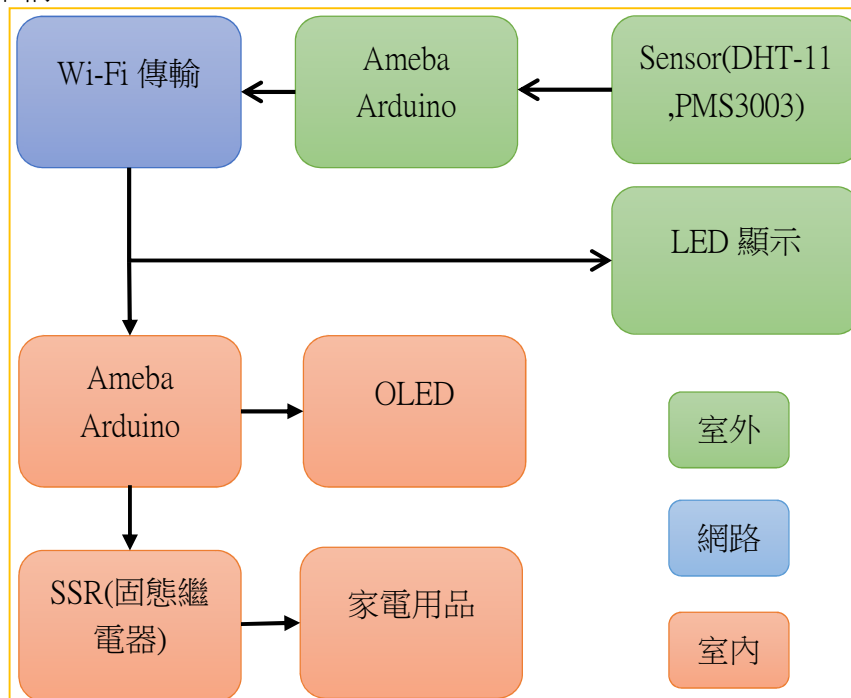 Wi-Fi 傳輸
Ameba
Arduino
Sensor(DHT-11
,PMS3003)
LED 顯示
Ameba
Arduino
OLED
室外
網路
SSR(固態繼
電器)
家電用品
室內